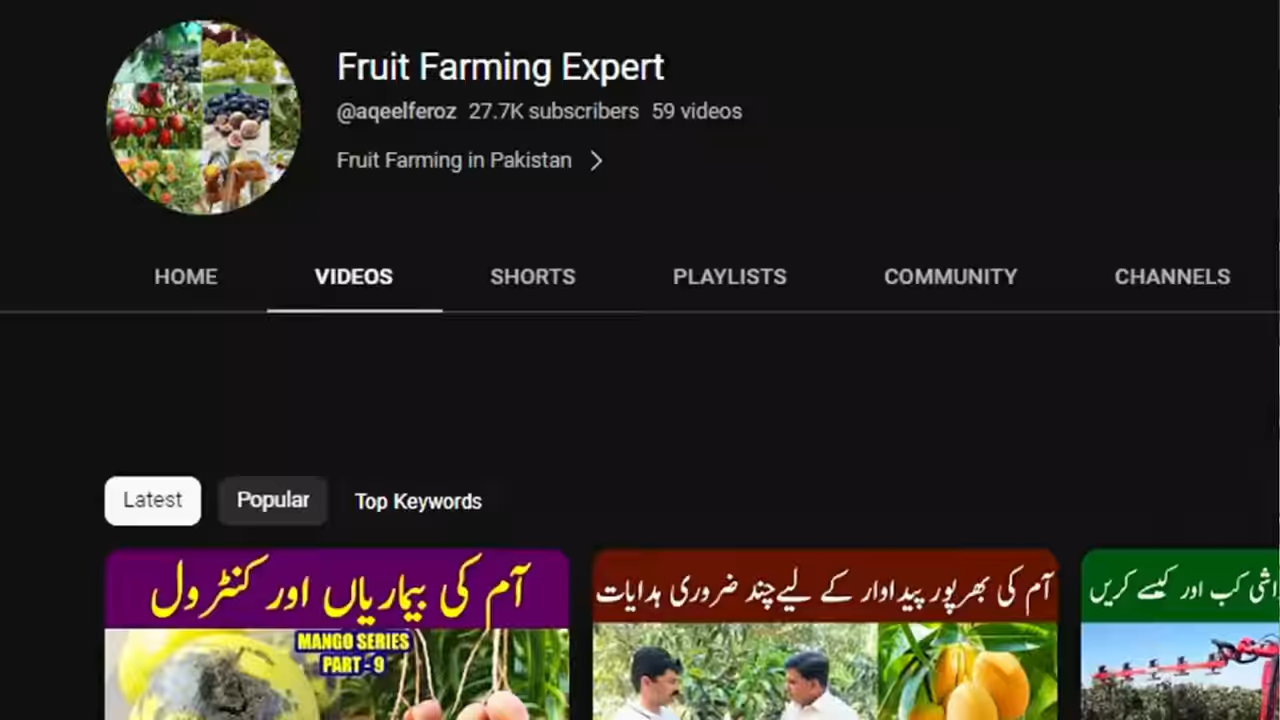 Fruit Farming Expert
@aqeelferoz 27.7K subscribers 59 videos
Fruit Farming in Pakistan
HOME VIDEOS SHORTS PLAYLISTS COMMUNITY CHANNELS
Latest Popular Top Keywords
آم کی بیماریاں اور کنٹرول
MANGO SERIES
PART - 9
آم کی بھرپور پیداوار کے لیے چند ضروری ہدایات
کب اور کیسے کریں